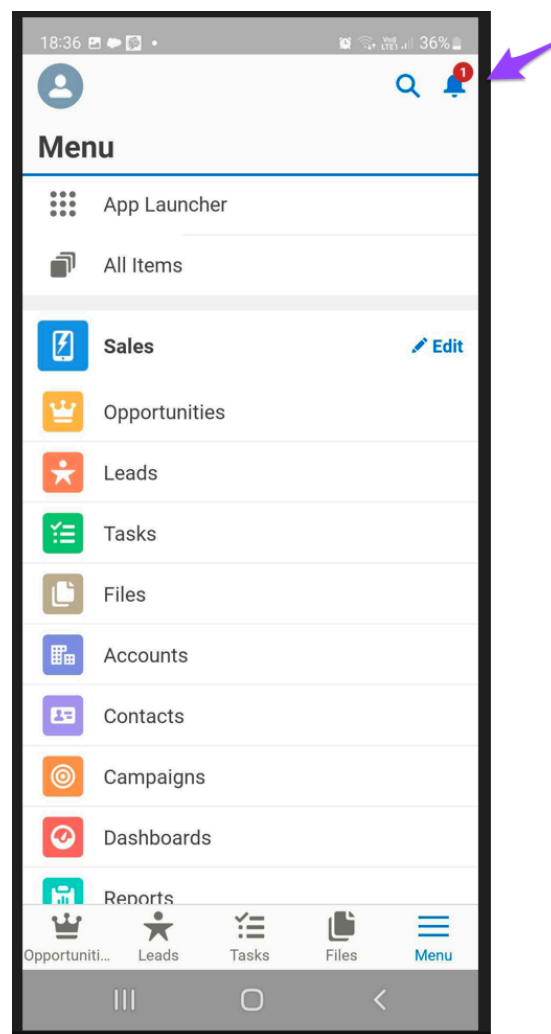 18:36 36%
1
Menu
App Launcher
All Items
Sales Edit
Opportunities
Leads
Tasks
Files
Accounts
Contacts
Campaigns
Dashboards
Reports
Opportuniti... Leads Tasks Files Menu